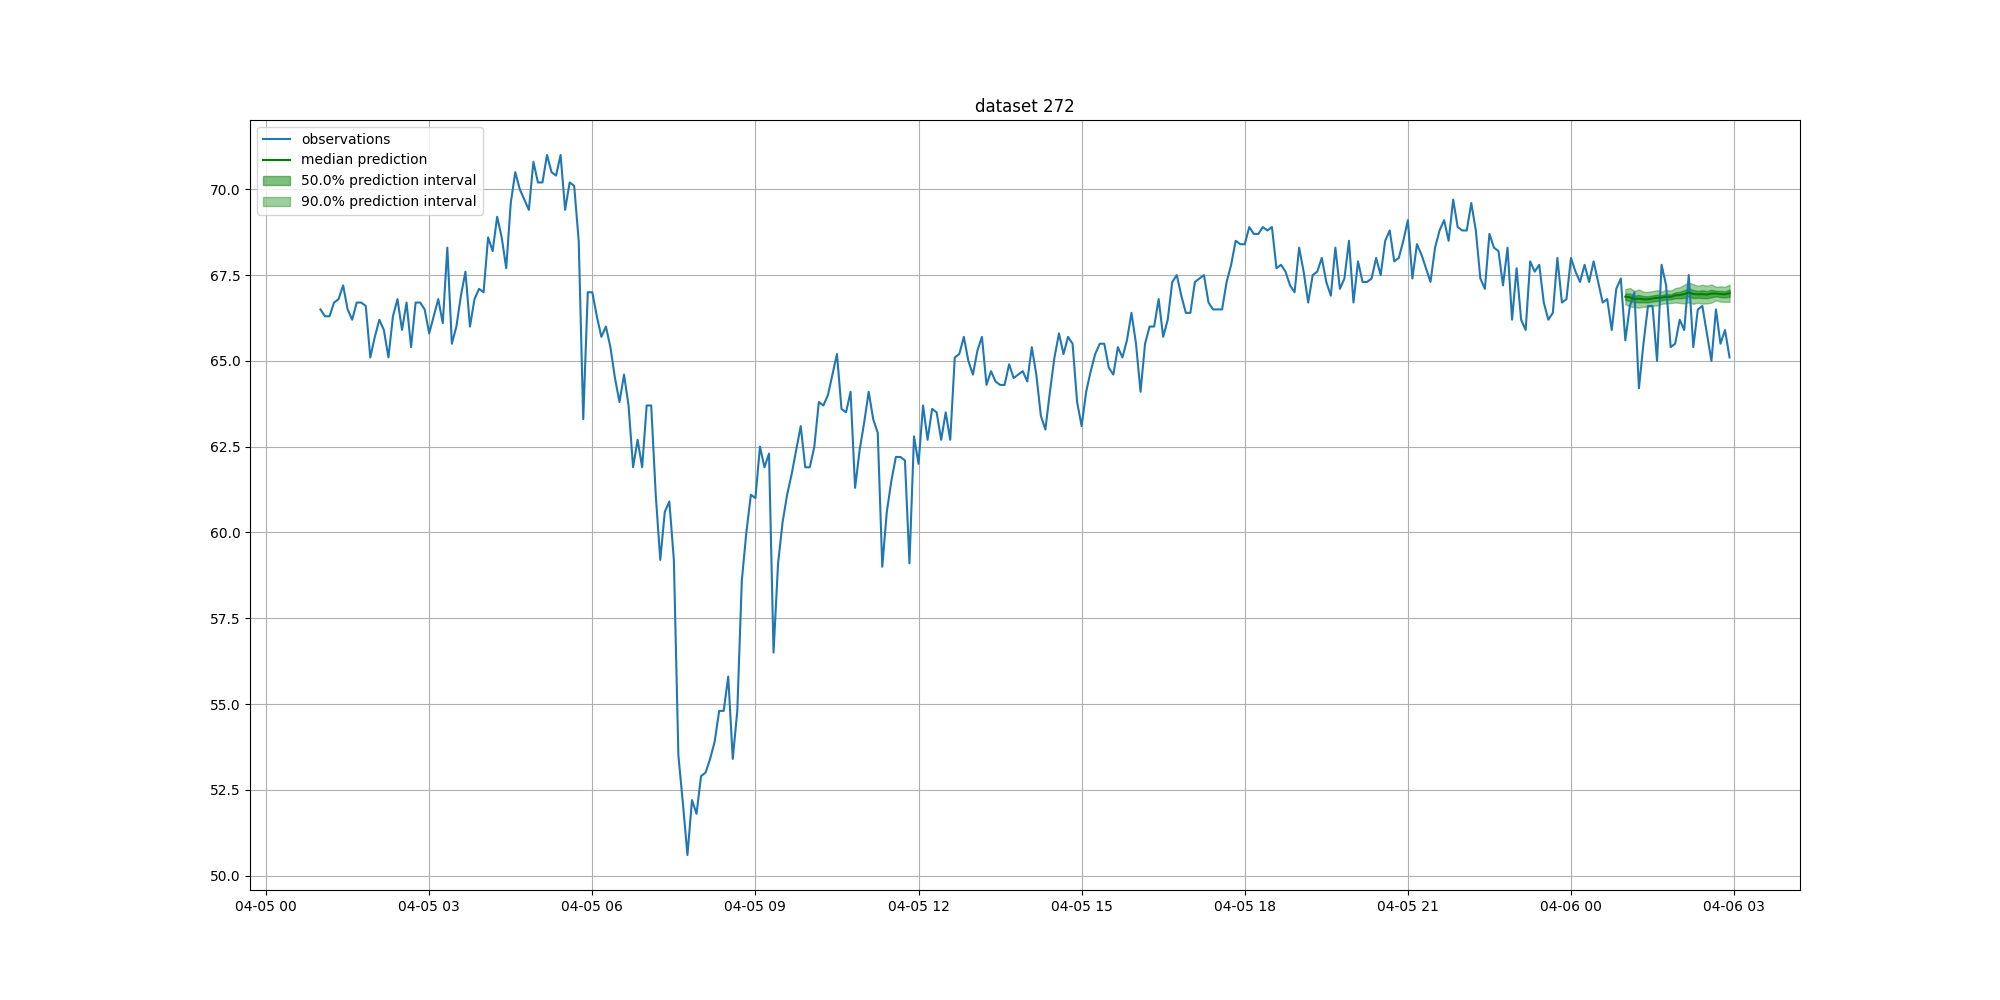 dataset 272
observations
median prediction
50.0% prediction interval
90.0% prediction interval
70.0
67.5
65.0
62.5
60.0
57.5
55.0
52.5
50.0
04-05 00 04-05 03 04-05 06 04-05 09 04-05 12 04-05 15 04-05 18 04-05 21 04-06 00 04-06 03